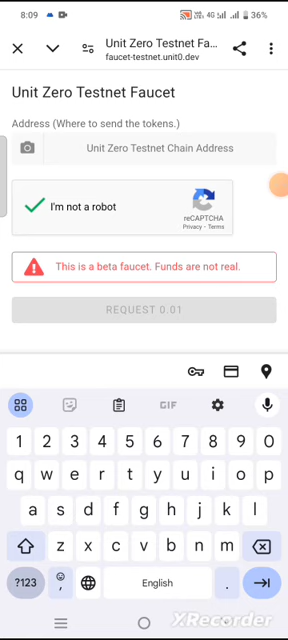 8:09
4G
36%
Unit Zero Testnet Fa...
faucet-testnet.unit0.dev
Unit Zero Testnet Faucet
Address (Where to send the tokens.)
Unit Zero Testnet Chain Address
I'm not a robot
reCAPTCHA
Privacy - Terms
This is a beta faucet. Funds are not real.
REQUEST 0.01
GIF
1 2 3 4 5 6 7 8 9 0
q w e r t y u i o p
a s d f g h j k l
z x c v b n m
?123 , English .
XRecorder